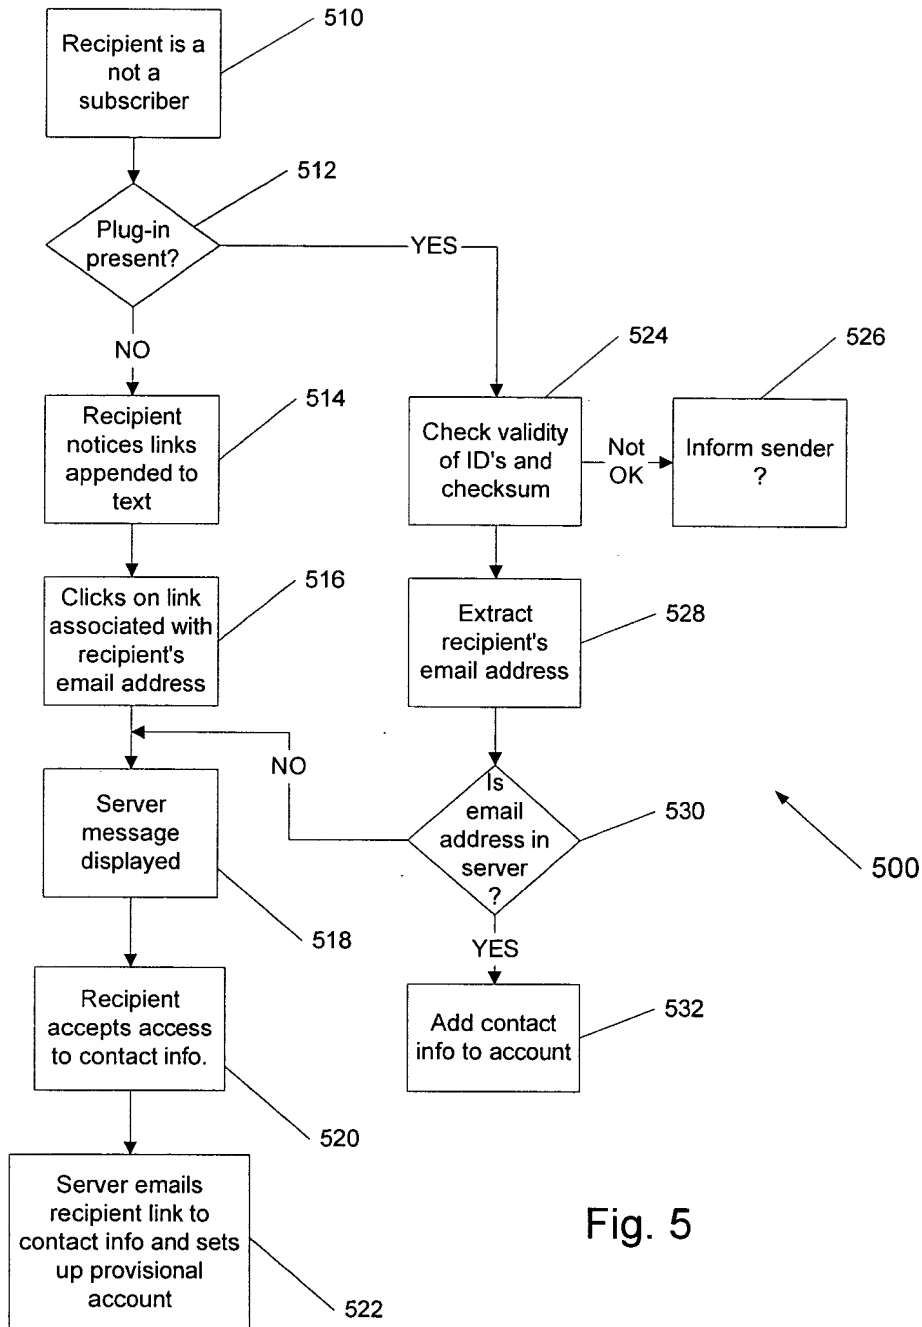 510
Recipient is a
not a
subscriber
512
Plug-in
present?
YES
NO
524
526
514
Recipient
notices links
appended to
text
Check validity
of ID's and
checksum
Not
OK
Inform sender
?
516
Clicks on link
associated with
recipient's
email address
528
Extract
recipient's
email address
NO
Is
email
address in
server
?
530
500
Server
message
displayed
518
YES
532
Add contact
info to account
Recipient
accepts access
to contact info.
520
Server emails
recipient link to
contact info and sets
up provisional
account
522
Fig. 5